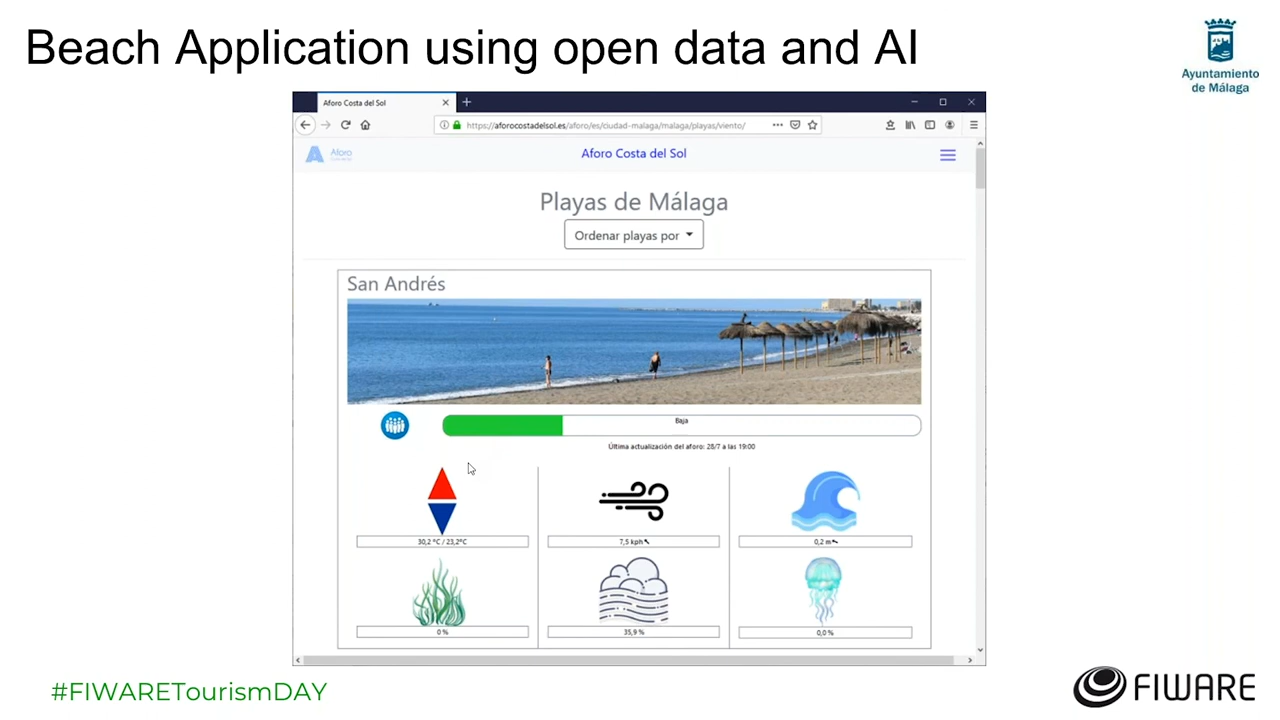 Beach Application using open data and AI
Ayuntamiento
de Málaga
Aforo Costa del Sol
https://aforocostadelsol.es/aforo/es/ciudad-malaga/malaga/playas/viento/
Aforo
Aforo Costa del Sol
Playas de Málaga
Ordenar playas por
San Andrés
Baja
Última actualización del aforo: 28/7 a las 19:00
30,2 ºC / 23,2ºC
7,5 kph
0,2 m
0 %
35,9 %
0,0 %
#FIWARETourismDAY
FIWARE